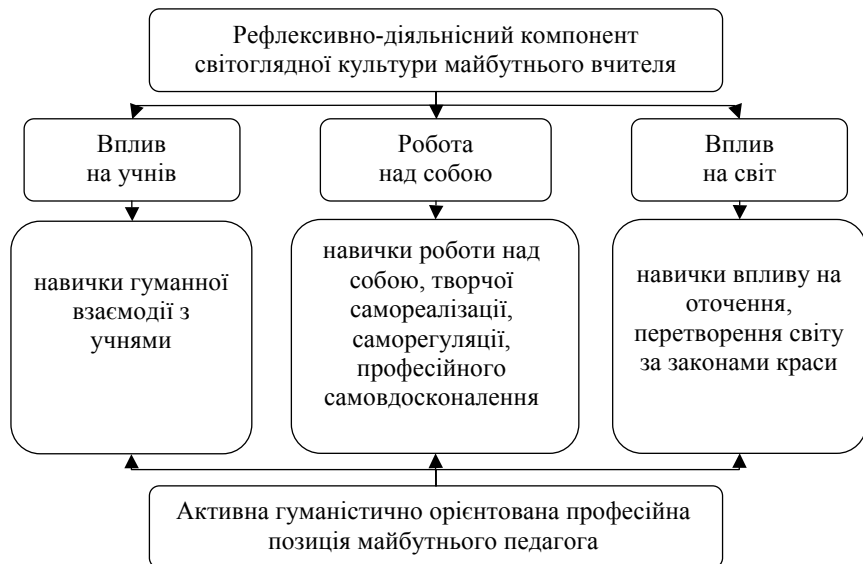 Рефлексивно-діяльнісний компонент
світоглядної культури майбутнього вчителя
Вплив
на учнів
Робота
над собою
Вплив
на світ
навички гуманної
взаємодії з
учнями
навички роботи над
собою, творчої
самореалізації,
саморегуляції,
професійного
самовдосконалення
навички впливу на
оточення,
перетворення світу
за законами краси
Активна гуманістично орієнтована професійна
позиція майбутнього педагога